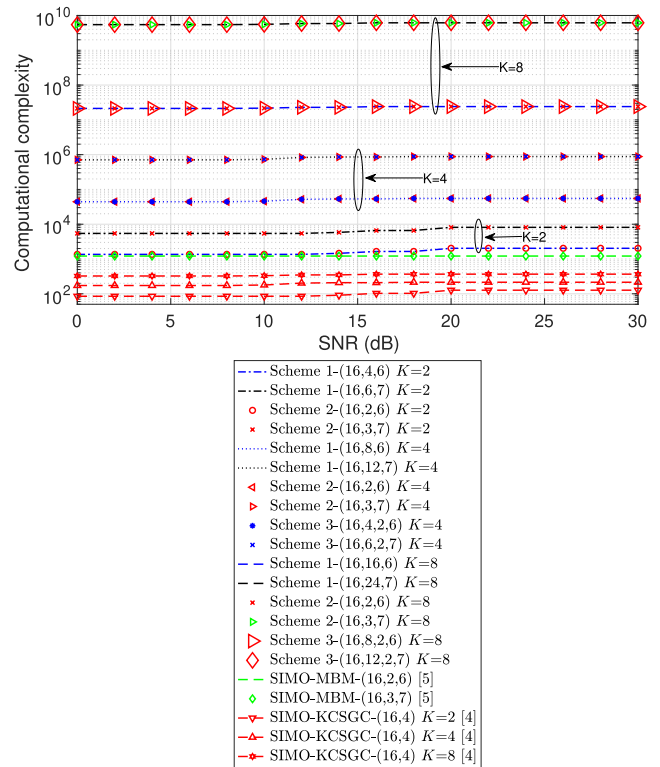 10^10
10^8
10^6
10^4
10^2
Computational complexity
K=8
K=4
K=2
0 5 10 15 20 25 30
SNR (dB)
Scheme 1-(16,4,6) K=2
Scheme 1-(16,6,7) K=2
Scheme 2-(16,2,6) K=2
Scheme 2-(16,3,7) K=2
Scheme 1-(16,8,6) K=4
Scheme 1-(16,12,7) K=4
Scheme 2-(16,2,6) K=4
Scheme 2-(16,3,7) K=4
Scheme 3-(16,4,2,6) K=4
Scheme 3-(16,6,2,7) K=4
Scheme 1-(16,16,6) K=8
Scheme 1-(16,24,7) K=8
Scheme 2-(16,2,6) K=8
Scheme 2-(16,3,7) K=8
Scheme 3-(16,8,2,6) K=8
Scheme 3-(16,12,2,7) K=8
SIMO-MBM-(16,2,6) [5]
SIMO-MBM-(16,3,7) [5]
SIMO-KCSGC-(16,4) K=2 [4]
SIMO-KCSGC-(16,4) K=4 [4]
SIMO-KCSGC-(16,4) K=8 [4]